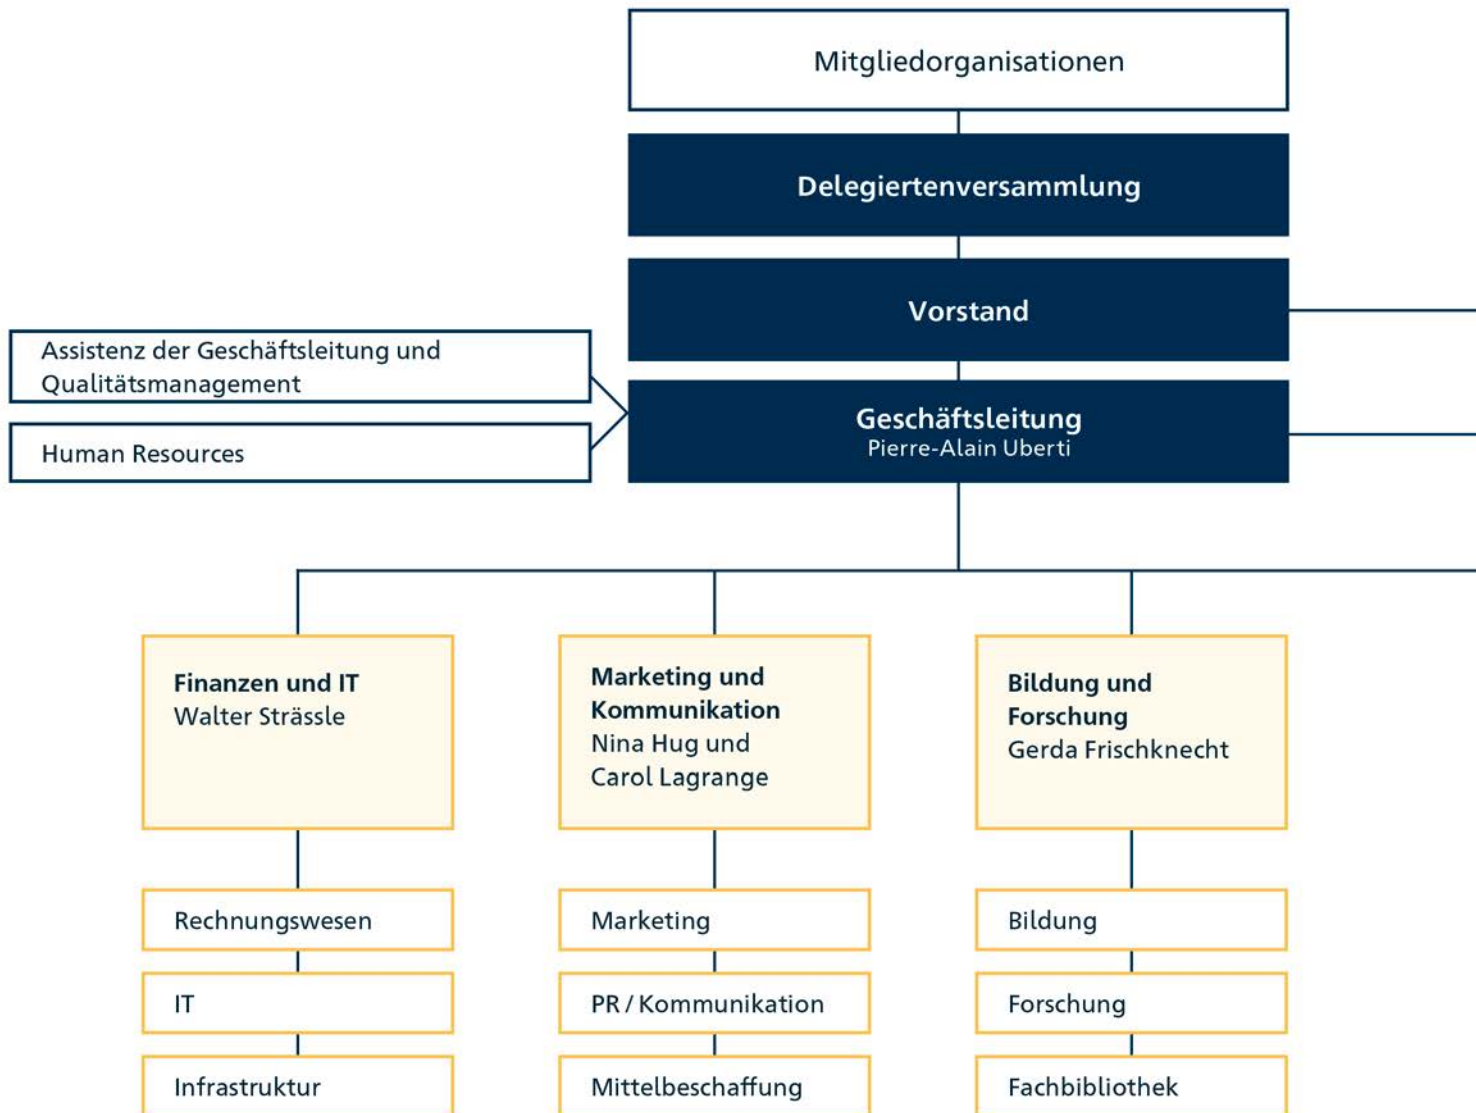 Mitgliedorganisationen
Delegiertenversammlung
Vorstand
Assistenz der Geschäftsleitung und
Qualitätsmanagement
Human Resources
Geschäftsleitung
Pierre-Alain Uberti
Finanzen und IT
Walter Strässle
Marketing und
Kommunikation
Nina Hug und
Carol Lagrange
Bildung und
Forschung
Gerda Frischknecht
Rechnungswesen
IT
Infrastruktur
Marketing
PR / Kommunikation
Mittelbeschaffung
Bildung
Forschung
Fachbibliothek